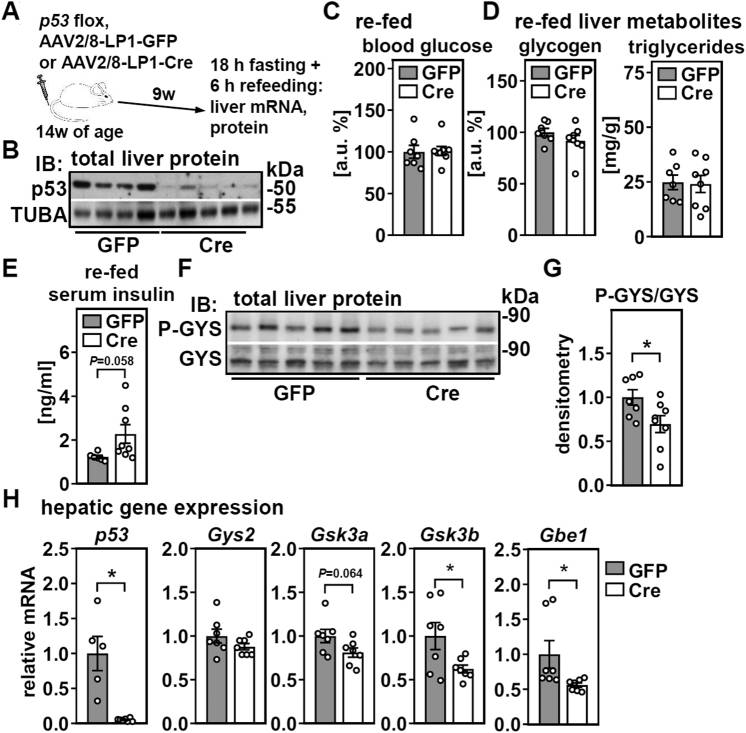 A
p53 flox,
AAV2/8-LP1-GFP
or AAV2/8-LP1-Cre
9w
14w of age
18 h fasting +
6 h refeeding:
liver mRNA,
protein
B
IB: total liver protein
kDa
p53
-50
TUBA
-55
GFP
Cre
C
re-fed
blood glucose
[a.u. %]
200
150
100
50
0
GFP
Cre
D
re-fed liver metabolites
glycogen
[a.u. %]
150
100
50
0
GFP
Cre
triglycerides
[mg/g]
75
50
25
0
GFP
Cre
E
re-fed
serum insulin
[ng/ml]
6
4
2
0
GFP
Cre
P=0.058
F
IB: total liver protein
kDa
P-GYS
-90
GYS
-90
GFP
Cre
G
P-GYS/GYS
densitometry
1.5
1.0
0.5
0.0
*
H
hepatic gene expression
relative mRNA
p53
2.5
2.0
1.5
1.0
0.5
0.0
*
Gys2
2.0
1.5
1.0
0.5
0.0
Gsk3a
2.0
1.5
1.0
0.5
0.0
P=0.064
Gsk3b
2.0
1.5
1.0
0.5
0.0
*
Gbe1
2.5
2.0
1.5
1.0
0.5
0.0
*
GFP
Cre